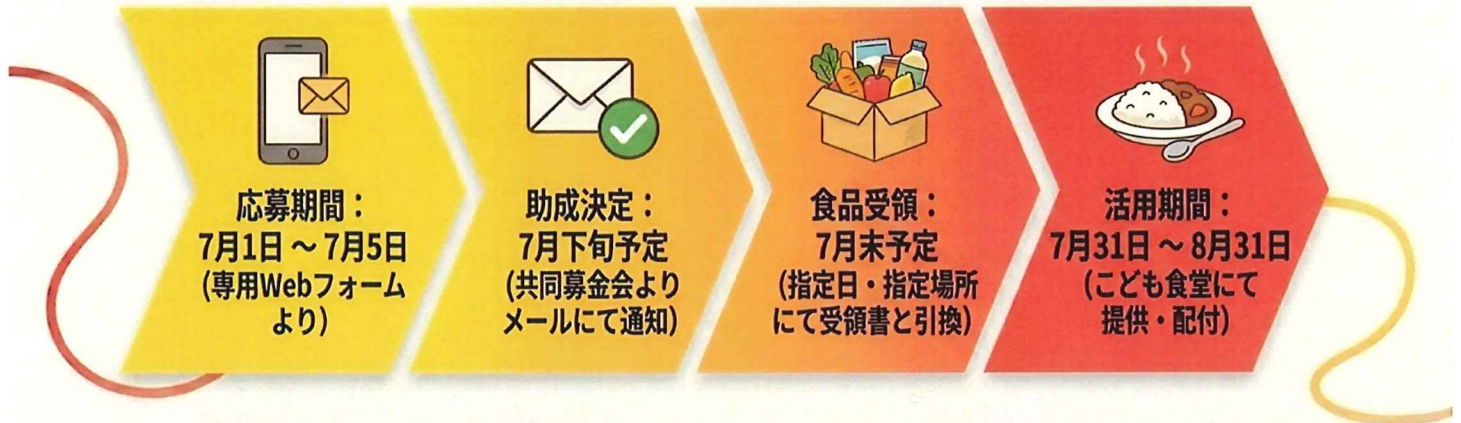 応募期間：
7月1日 ～ 7月5日
(専用Webフォーム
より)
助成決定：
7月下旬予定
(共同募金会より
メールにて通知)
食品受領：
7月末予定
(指定日・指定場所
にて受領書と引換)
活用期間：
7月31日 ～ 8月31日
(こども食堂にて
提供・配付)